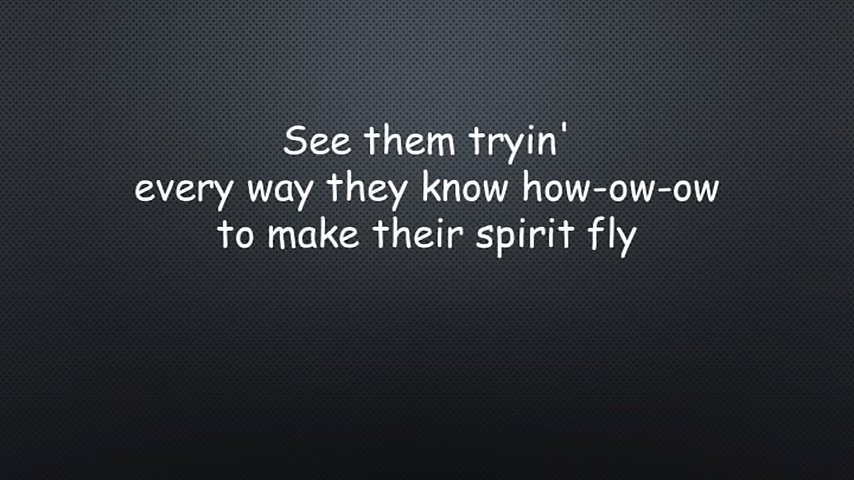 See them tryin'
every way they know how-ow-ow
to make their spirit fly